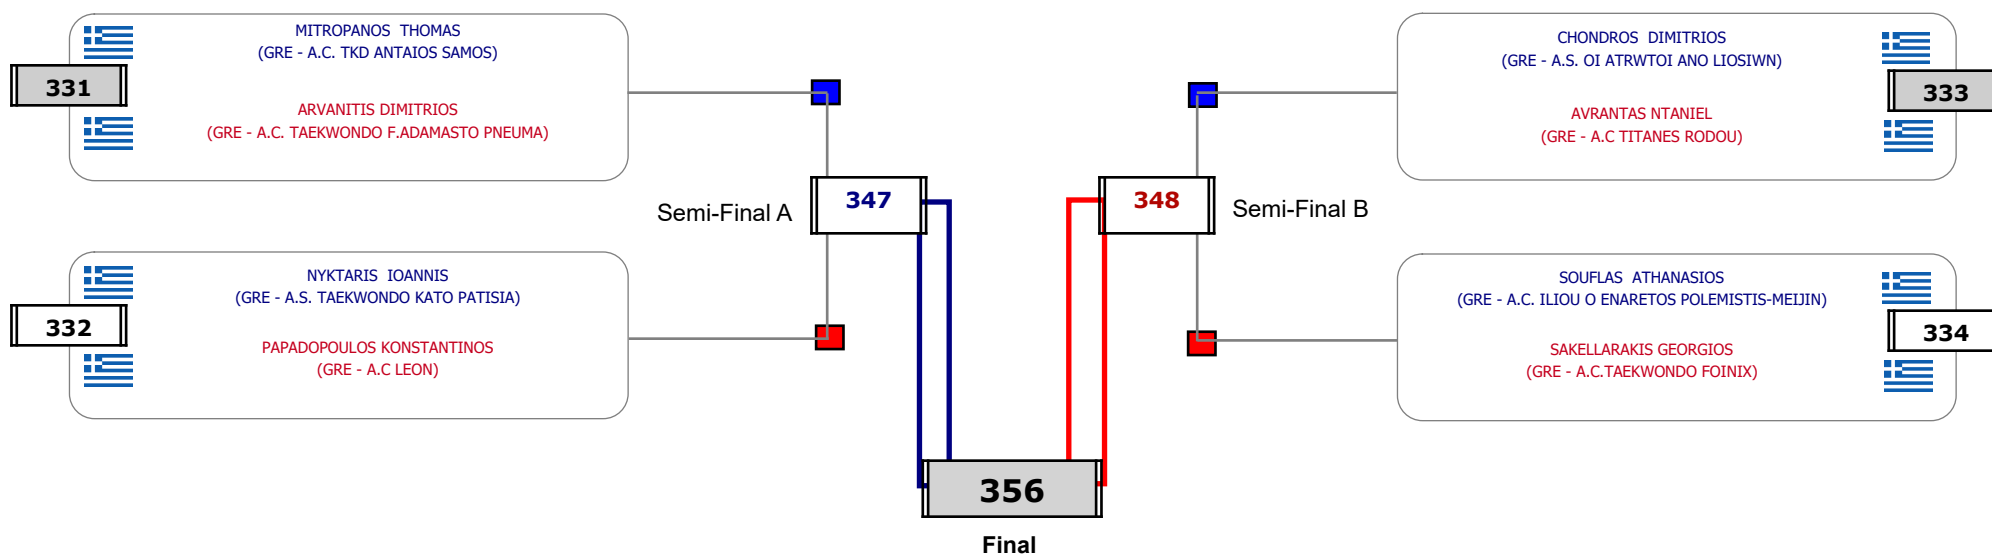 MITROPANOS THOMAS
(GRE - A.C. TKD ANTAIOS SAMOS)
331
ARVANITIS DIMITRIOS
(GRE - A.C. TAEKWONDO F.ADAMASTO PNEUMA)
NYKTARIS IOANNIS
(GRE - A.S. TAEKWONDO KATO PATISIA)
332
PAPADOPOULOS KONSTANTINOS
(GRE - A.C LEON)
Semi-Final A
347
348
Semi-Final B
CHONDROS DIMITRIOS
(GRE - A.S. OI ATRWTOI ANO LIOSIWN)
333
AVRANTAS NTANIEL
(GRE - A.C TITANES RODOU)
SOUFLAS ATHANASIOS
(GRE - A.C. ILIOU O ENARETOS POLEMISTIS-MEIJIN)
334
SAKELLARAKIS GEORGIOS
(GRE - A.C.TAEKWONDO FOINIX)
356
Final